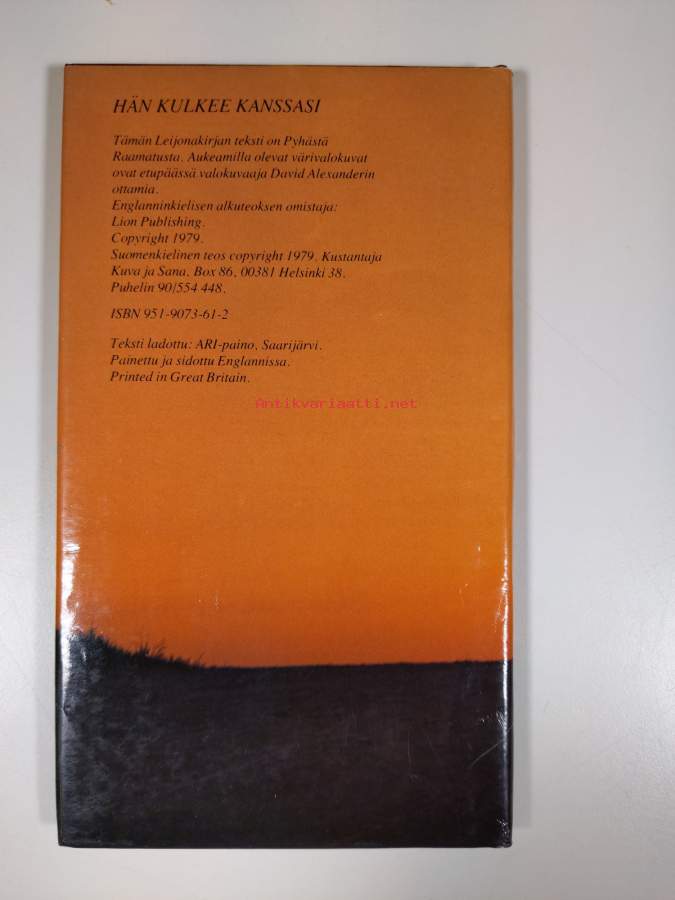 HÄN KULKEE KANSSASI
Tämän Leijonakirjan teksti on Pyhästä
Raamatusta. Aukeamilla olevat värivalokuvat
ovat etupäässä valokuvaaja David Alexanderin
ottamia.
Englanninkielisen alkuteoksen omistaja:
Lion Publishing.
Copyright 1979.
Suomenkielinen teos copyright 1979. Kustantaja
Kuva ja Sana, Box 86, 00381 Helsinki 38.
Puhelin 90/554 448.
ISBN 951-9073-61-2
Teksti ladottu: ARI-paino, Saarijärvi.
Painettu ja sidottu Englannissa.
Printed in Great Britain.
Antikvariaatti.net